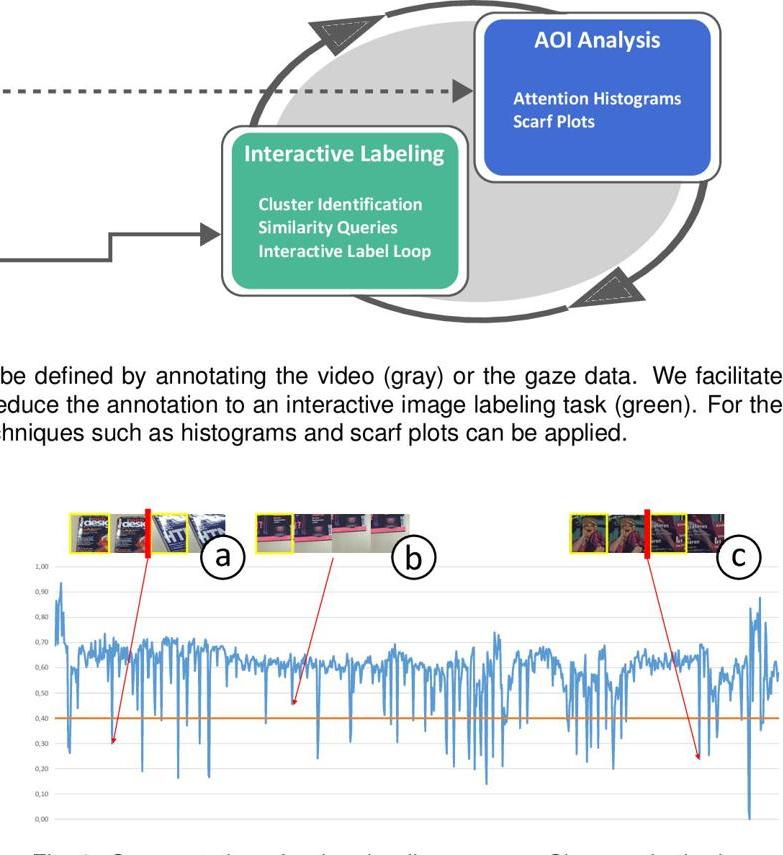 AOI Analysis
Attention Histograms
Scarf Plots
Interactive Labeling
Cluster Identification
Similarity Queries
Interactive Label Loop
be defined by annotating the video (gray) or the gaze data. We facilitate
educe the annotation to an interactive image labeling task (green). For the
chniques such as histograms and scarf plots can be applied.
a
b
c
1,00
0,90
0,80
0,70
0,60
0,50
0,40
0,30
0,20
0,10
0,00